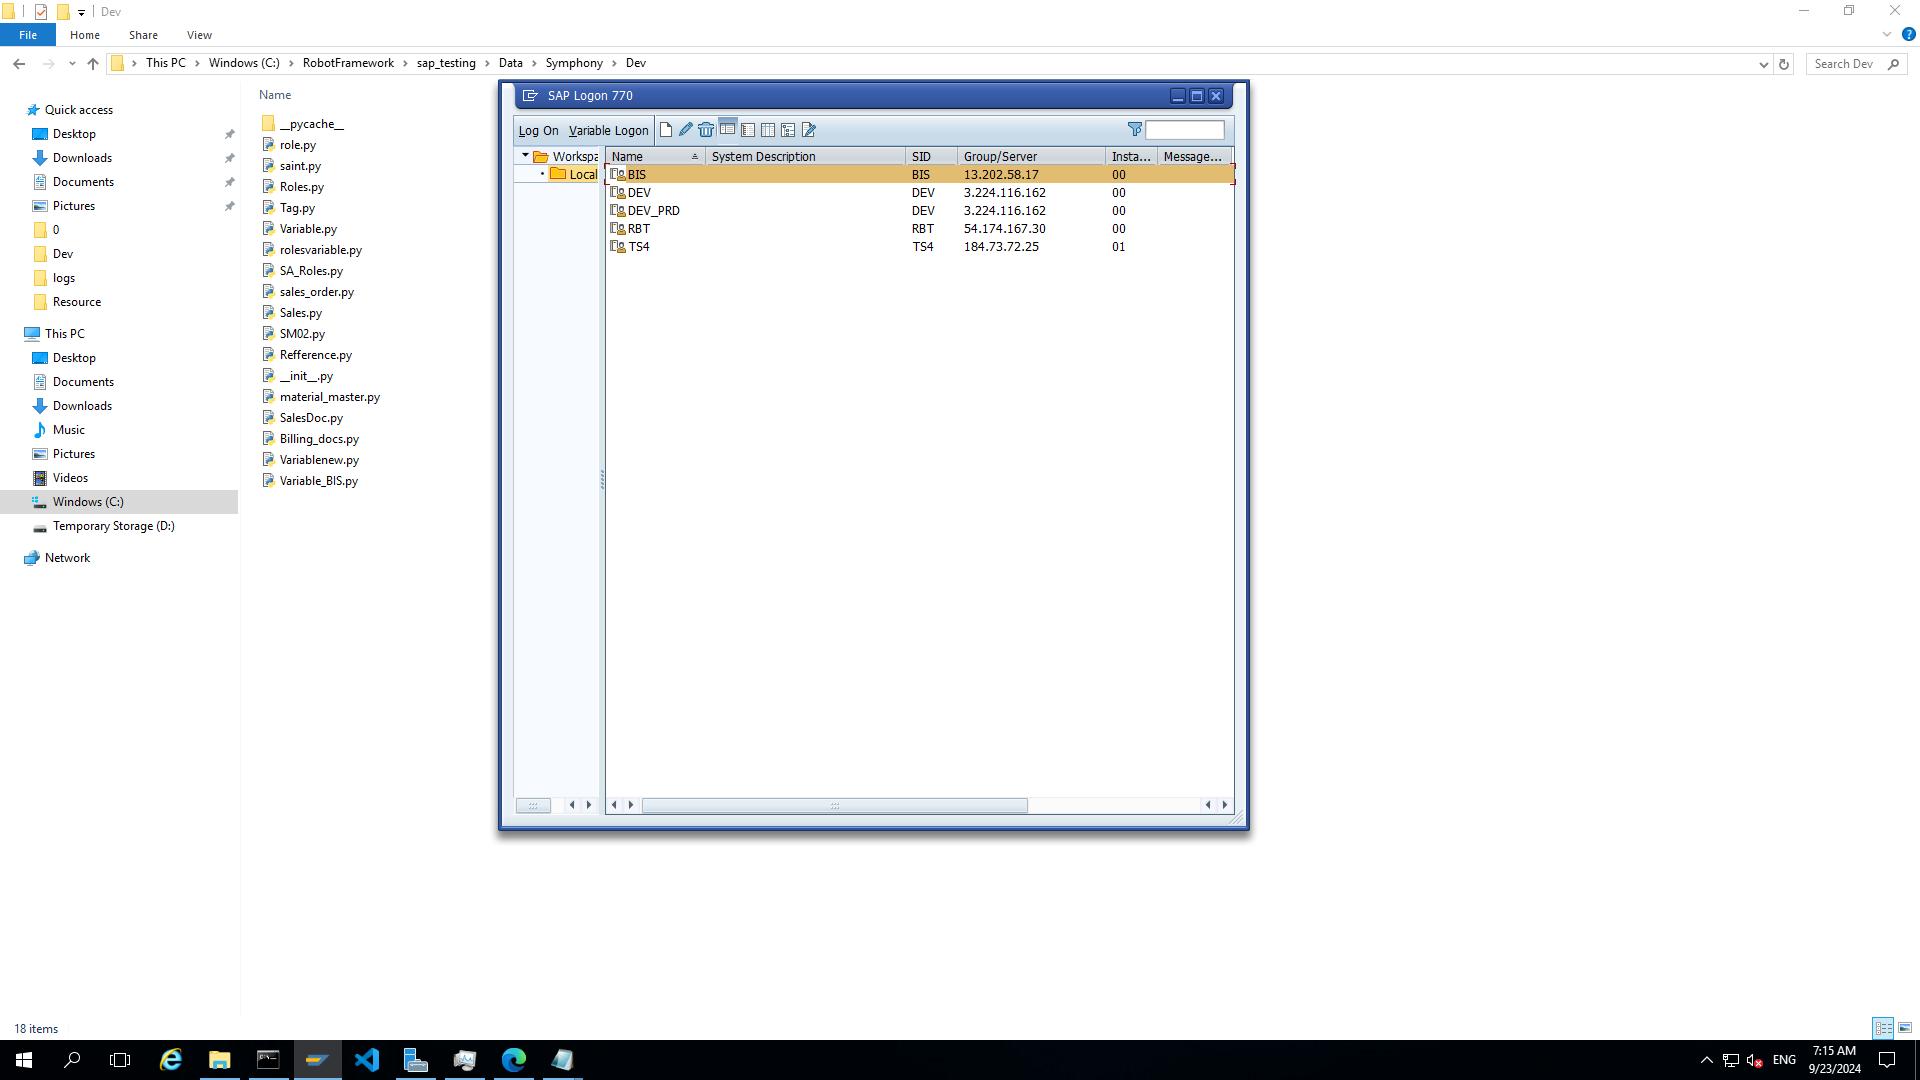 Dev
File Home Share View
This PC Windows (C:) RobotFramework sap_testing Data Symphony Dev
Search Dev
Quick access
Desktop
Downloads
Documents
Pictures
0
Dev
logs
Resource
This PC
Desktop
Documents
Downloads
Music
Pictures
Videos
Windows (C:)
Temporary Storage (D:)
Network
Name
__pycache__
role.py
saint.py
Roles.py
Tag.py
Variable.py
rolesvariable.py
SA_Roles.py
sales_order.py
Sales.py
SM02.py
Refference.py
__init__.py
material_master.py
SalesDoc.py
Billing_docs.py
Variablenew.py
Variable_BIS.py
SAP Logon 770
Log On Variable Logon
Workspa
Local
Name System Description SID Group/Server Insta... Message...
BIS BIS 13.202.58.17 00
DEV DEV 3.224.116.162 00
DEV_PRD DEV 3.224.116.162 00
RBT RBT 54.174.167.30 00
TS4 TS4 184.73.72.25 01
18 items
ENG
7:15 AM
9/23/2024